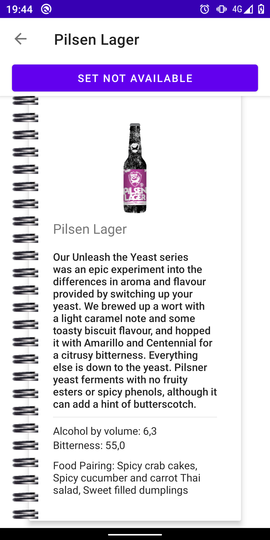 19:44
4G
Pilsen Lager
SET NOT AVAILABLE
PILSEN
LAGER
Pilsen Lager
Our Unleash the Yeast series
was an epic experiment into the
differences in aroma and flavour
provided by switching up your
yeast. We brewed up a wort with
a light caramel note and some
toasty biscuit flavour, and hopped
it with Amarillo and Centennial for
a citrusy bitterness. Everything
else is down to the yeast. Pilsner
yeast ferments with no fruity
esters or spicy phenols, although it
can add a hint of butterscotch.
Alcohol by volume: 6,3
Bitterness: 55,0
Food Pairing: Spicy crab cakes,
Spicy cucumber and carrot Thai
salad, Sweet filled dumplings